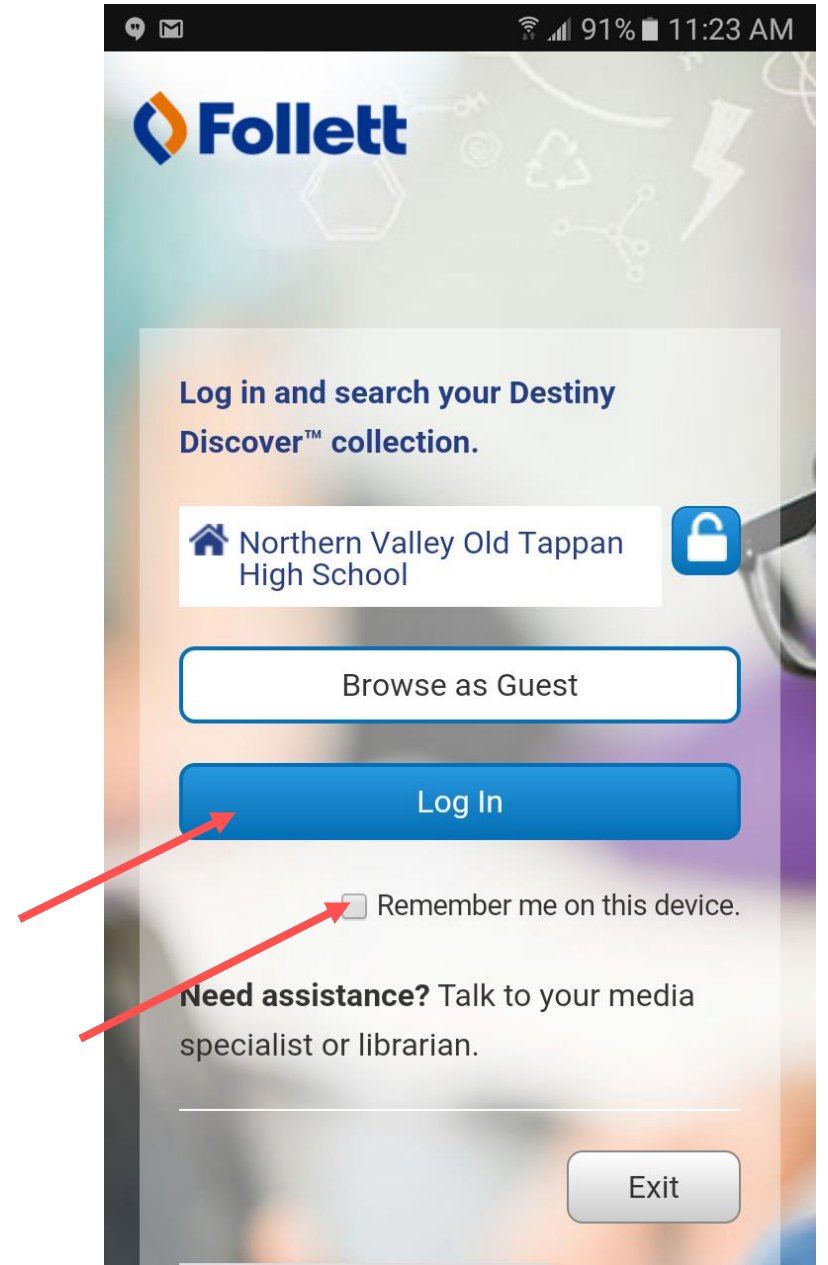 91% 11:23 AM
Follett
Log in and search your Destiny
Discover™ collection.
Northern Valley Old Tappan
High School
Browse as Guest
Log In
Remember me on this device.
Need assistance? Talk to your media
specialist or librarian.
Exit